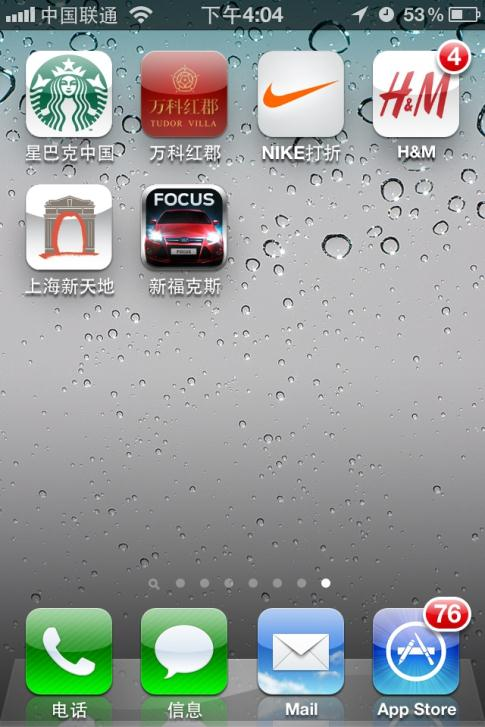 中国联通
下午4:04
53%
4
万科红郡
TUDOR VILLA
H&M
星巴克中国
万科红郡
NIKE打折
H&M
FOCUS
上海新天地
新福克斯
76
电话
信息
Mail
App Store